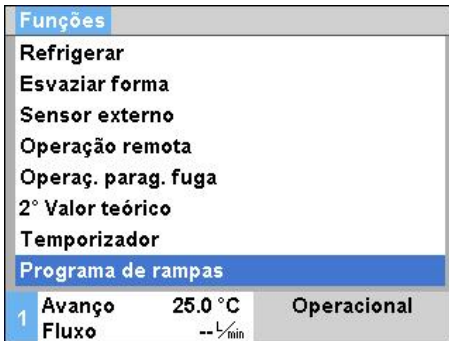 Funções
Refrigerar
Esvaziar forma
Sensor externo
Operação remota
Operaç. parag. fuga
2° Valor teórico
Temporizador
Programa de rampas
1 Avanço 25.0 °C Operacional
Fluxo -- L/min